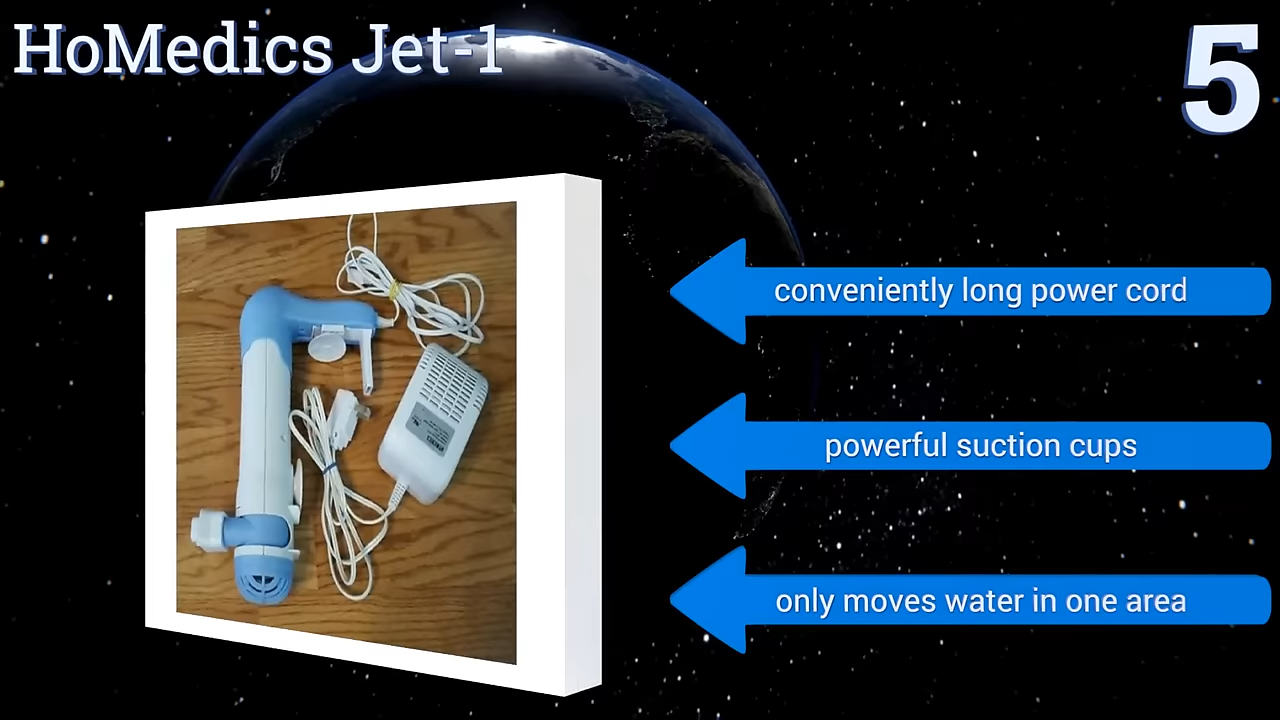 HoMedics Jet-1
5
conveniently long power cord
powerful suction cups
only moves water in one area